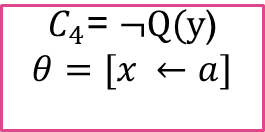 C₄= ¬Q(y)
θ = [x ← a]